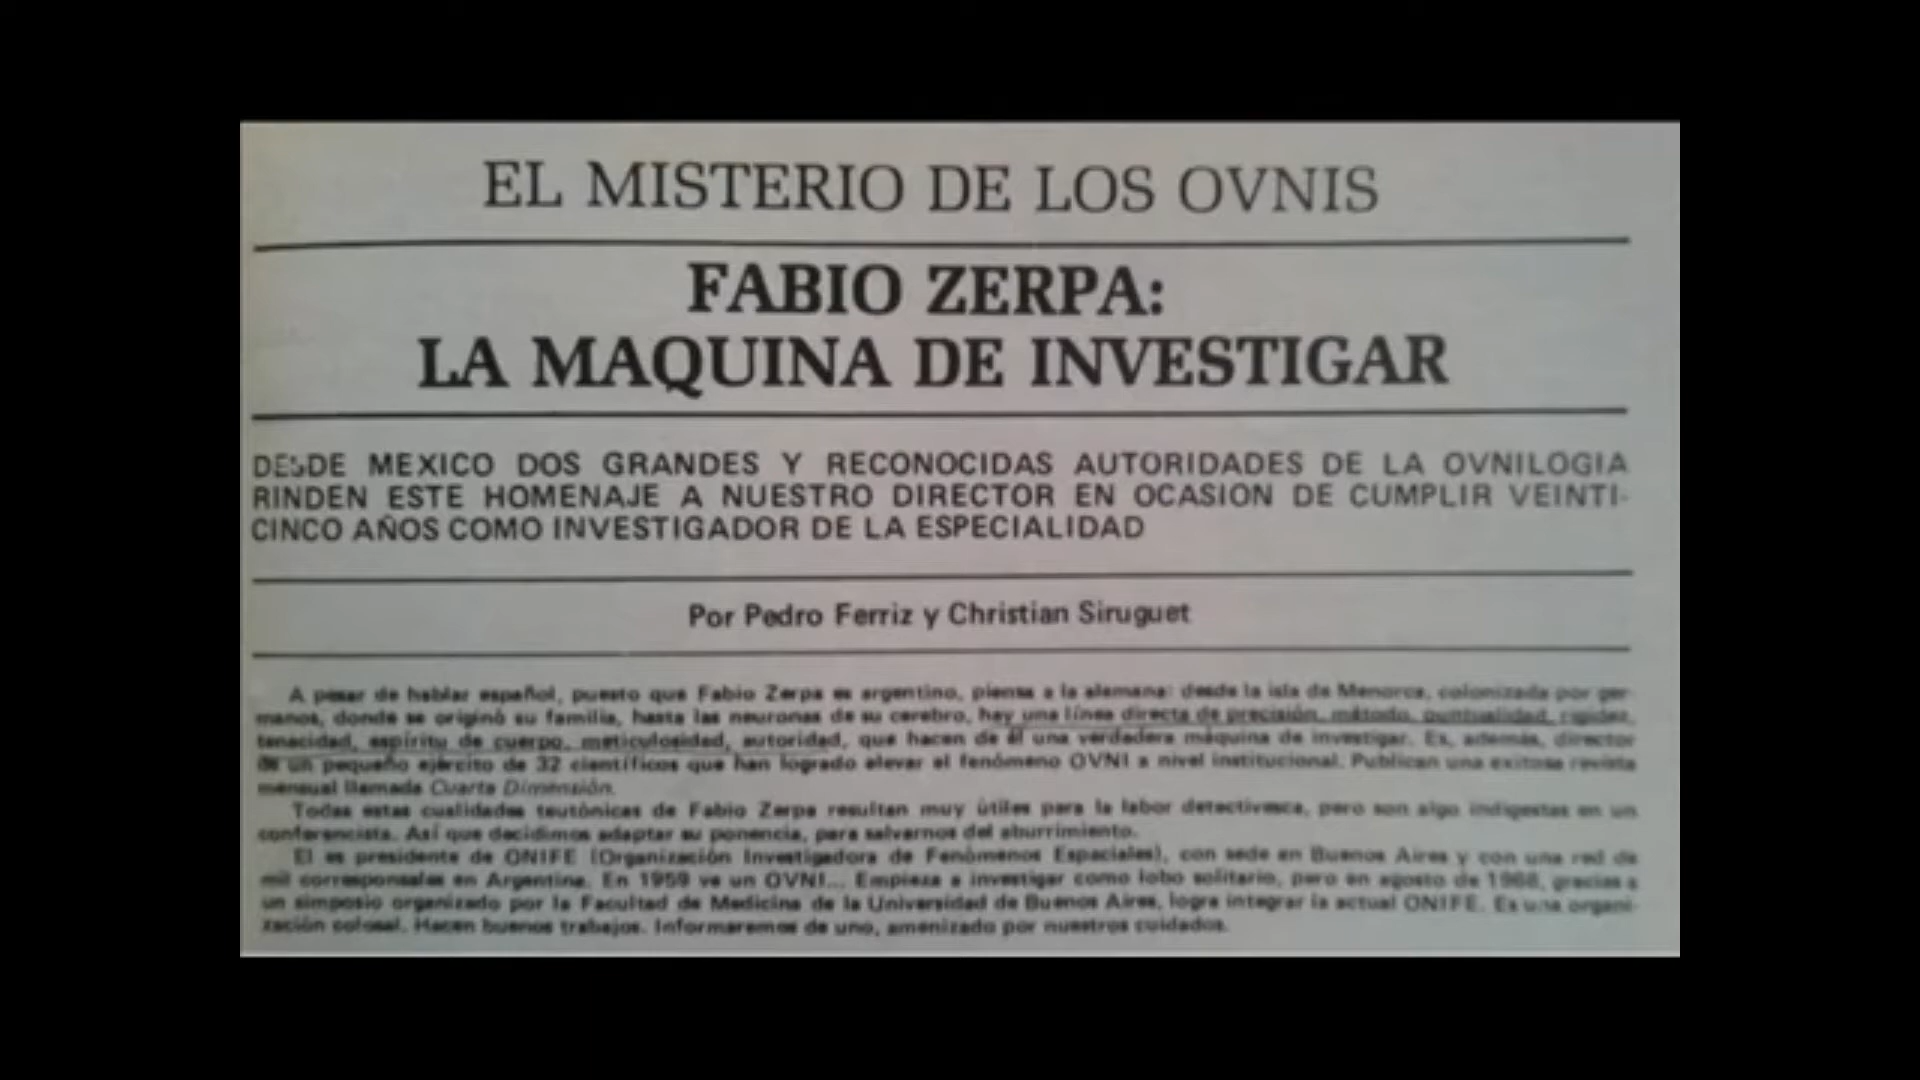 EL MISTERIO DE LOS OVNIS
FABIO ZERPA:
LA MAQUINA DE INVESTIGAR
DESDE MEXICO DOS GRANDES Y RECONOCIDAS AUTORIDADES DE LA OVNILOGIA
RINDEN ESTE HOMENAJE A NUESTRO DIRECTOR EN OCASION DE CUMPLIR VEINTI-
CINCO AÑOS COMO INVESTIGADOR DE LA ESPECIALIDAD
Por Pedro Ferriz y Christian Siruguet
A pesar de hablar español, puesto que Fabio Zerpa es argentino, piensa a la alemana: desde la isla de Menorca, colonizada por ger-
manos, donde se originó su familia, hasta las neuronas de su cerebro, hay una línea directa de precisión, método, puntualidad, rigidez,
tenacidad, espíritu de cuerpo, meticulosidad, autoridad, que hacen de él una verdadera máquina de investigar. Es, además, director
de un pequeño ejército de 32 científicos que han logrado elevar el fenómeno OVNI a nivel institucional. Publican una exitosa revista
mensual llamada Cuarta Dimensión.
Todas estas cualidades teutónicas de Fabio Zerpa resultan muy útiles para la labor detectivesca, pero son algo indigestas en un
conferencista. Así que decidimos adaptar su ponencia, para salvarnos del aburrimiento.
El es presidente de ONIFE (Organización Investigadora de Fenómenos Espaciales), con sede en Buenos Aires y con una red de
mil corresponsales en Argentina. En 1959 ve un OVNI... Empieza a investigar como lobo solitario, pero en agosto de 1968, gracias a
un simposio organizado por la Facultad de Medicina de la Universidad de Buenos Aires, logra integrar la actual ONIFE. Es una organi-
zación colosal. Hacen buenos trabajos. Informaremos de uno, amenizado por nuestros cuidados.